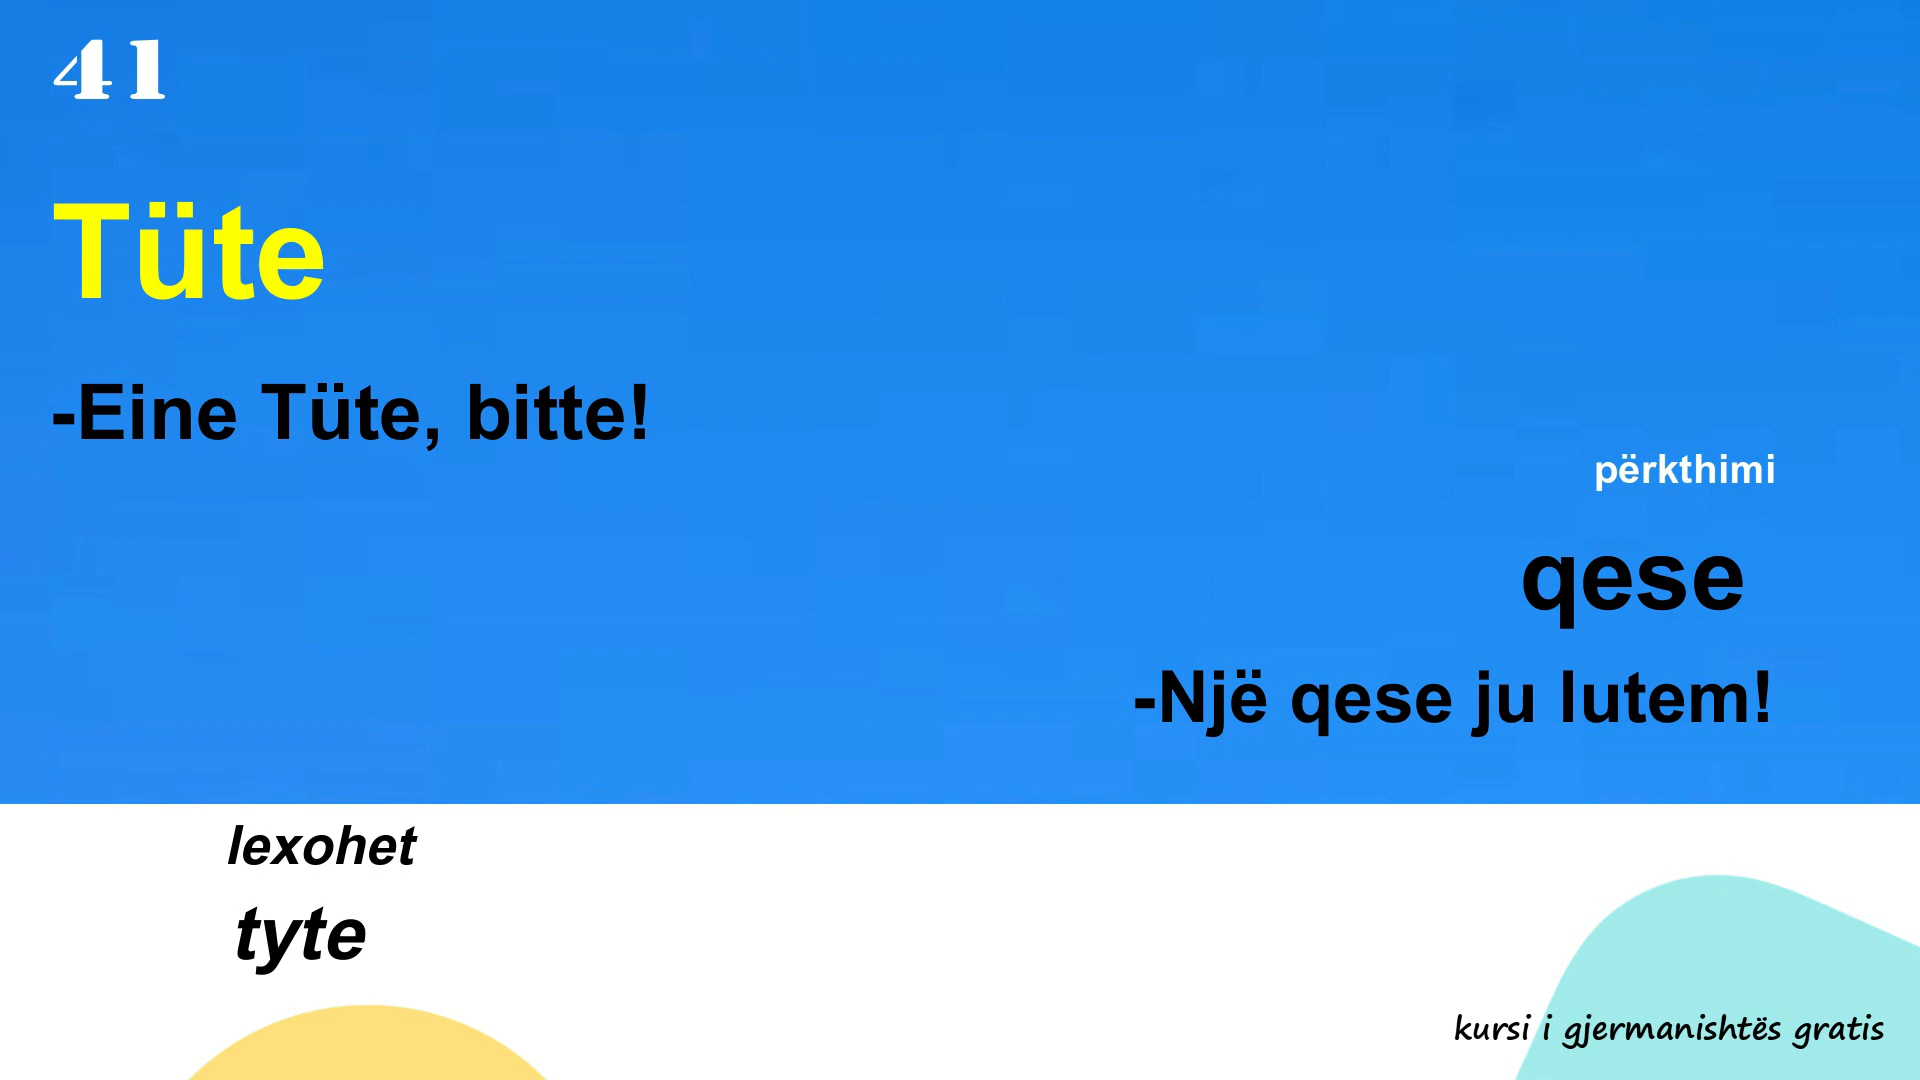 41
Tüte
-Eine Tüte, bitte!
përkthimi
qese
-Një qese ju lutem!
lexohet
tyte
kursi i gjermanishtës gratis